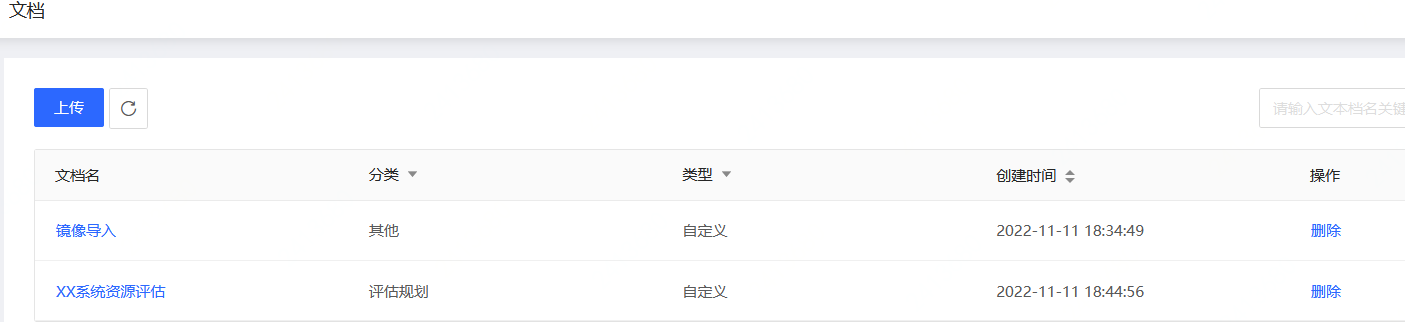 文档
上传 请输入文本档名关键
文档名 分类 类型 创建时间 操作
镜像导入 其他 自定义 2022-11-11 18:34:49 删除
XX系统资源评估 评估规划 自定义 2022-11-11 18:44:56 删除